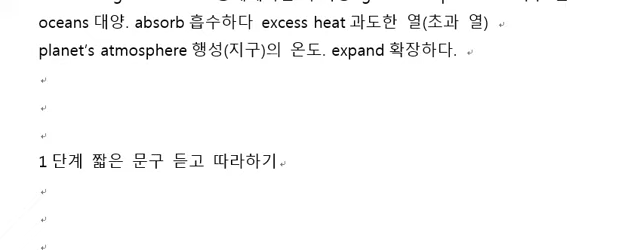 oceans 대양. absorb 흡수하다 excess heat 과도한 열(초과 열)
planet's atmosphere 행성(지구)의 온도. expand 확장하다.
1단계 짧은 문구 듣고 따라하기